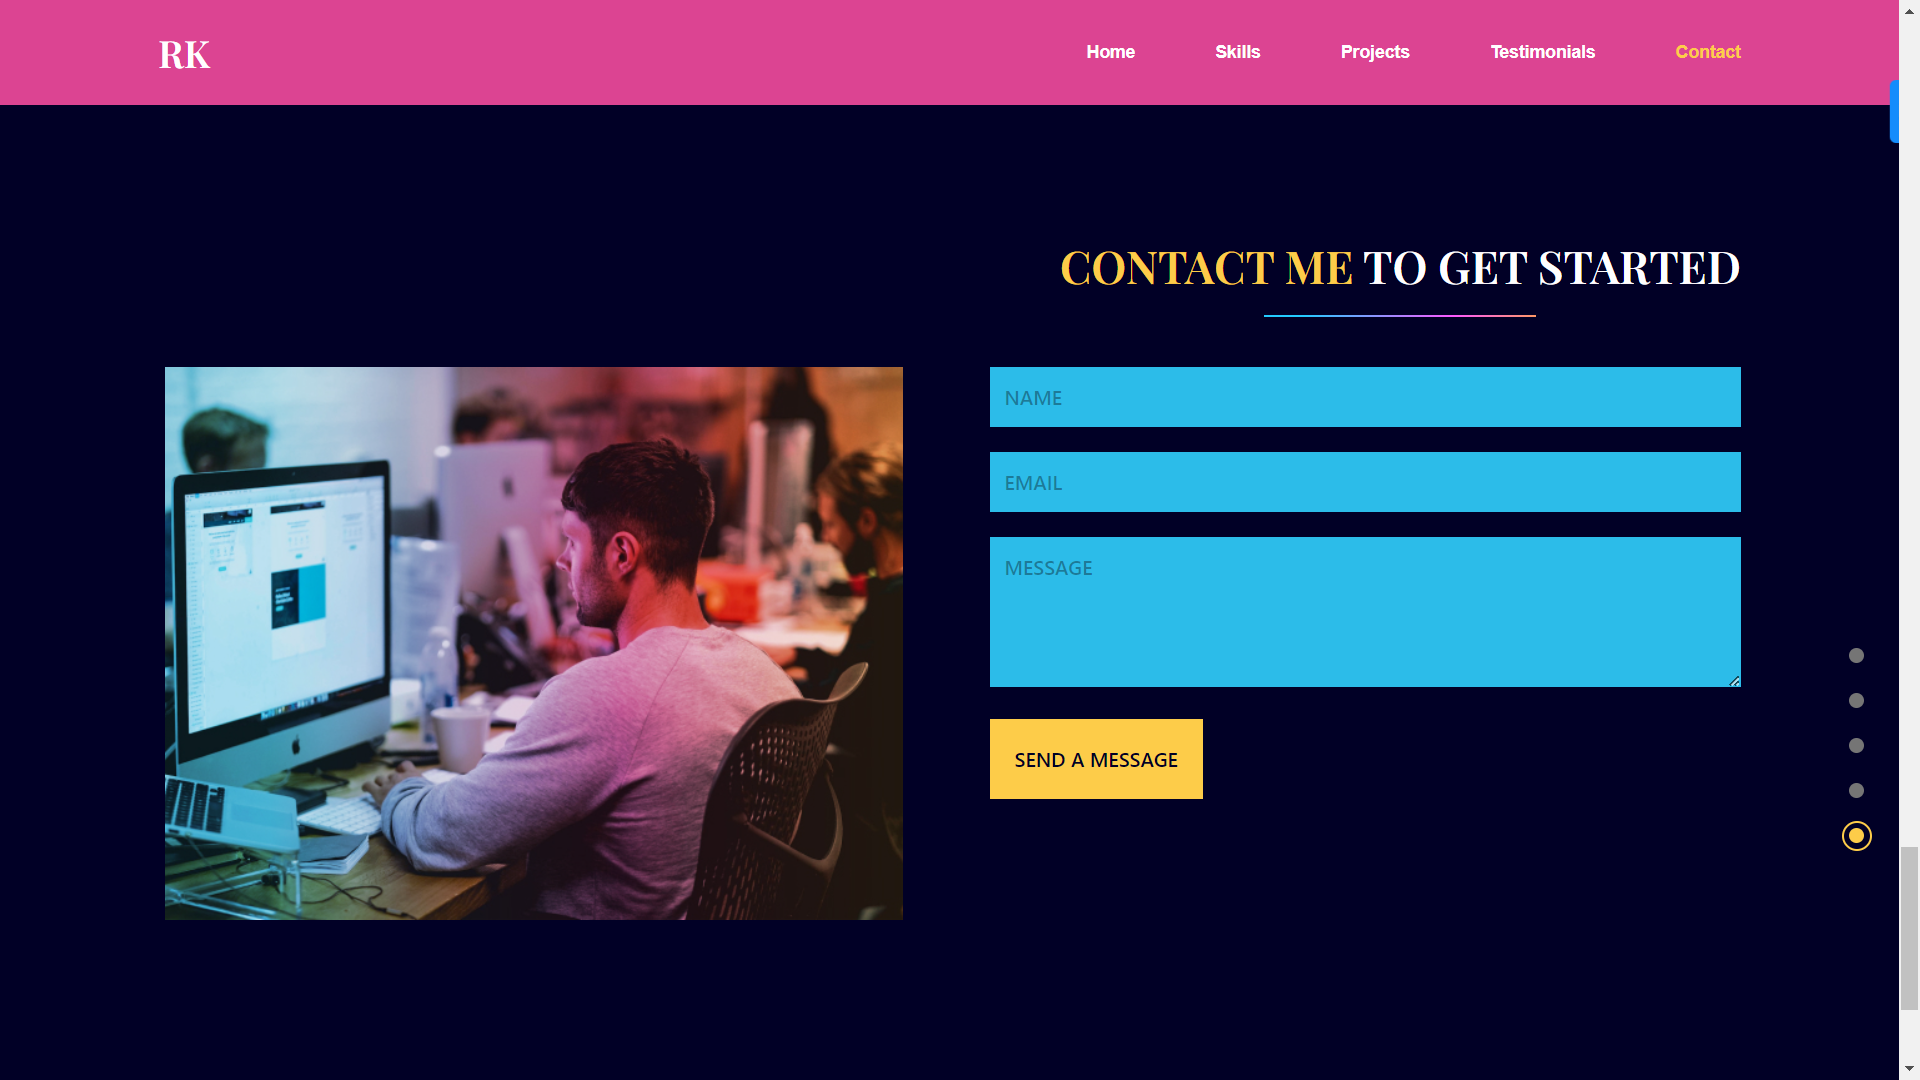 RK
Home
Skills
Projects
Testimonials
Contact
CONTACT ME TO GET STARTED
NAME
EMAIL
MESSAGE
SEND A MESSAGE